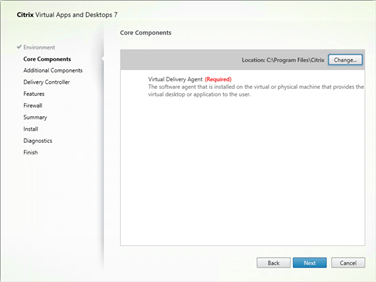 Citrix Virtual Apps and Desktops 7
Environment
Core Components
Additional Components
Delivery Controller
Features
Firewall
Summary
Install
Diagnostics
Finish
Core Components
Location: C:\Program Files\Citrix Change...
Virtual Delivery Agent (Required)
The software agent that is installed on the virtual or physical machine that provides the
virtual desktop or application to the user.
Back Next Cancel